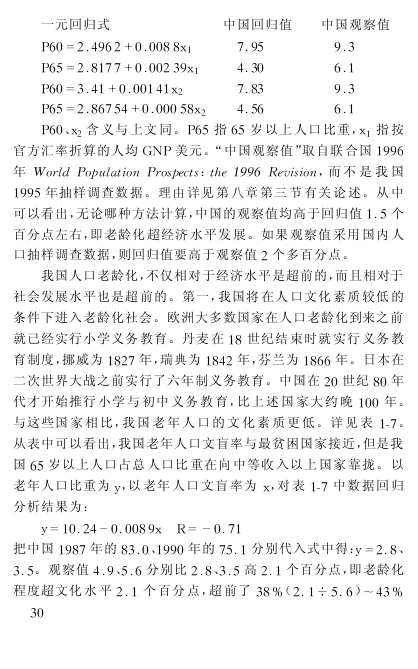 一元回归式 中国回归值 中国观察值
P60=2.4962+0.0088x₁ 7.95 9.3
P65=2.8177+0.00239x₁ 4.30 6.1
P60=3.41+0.00141x₂ 7.83 9.3
P65=2.86754+0.00058x₂ 4.56 6.1
P60、x₂ 含义与上文同。P65 指 65 岁以上人口比重,x₁ 指按
官方汇率折算的人均 GNP 美元。“中国观察值”取自联合国 1996
年 World Population Prospects: the 1996 Revision,而不是我国
1995 年抽样调查数据。理由详见第八章第三节有关论述。从中
可以看出,无论哪种方法计算,中国的观察值均高于回归值 1.5 个
百分点左右,即老龄化超经济水平发展。如果观察值采用国内人
口抽样调查数据,则回归值要高于观察值 2 个多百分点。
我国人口老龄化,不仅相对于经济水平是超前的,而且相对于
社会发展水平也是超前的。第一,我国将在人口文化素质较低的
条件下进入老龄化社会。欧洲大多数国家在人口老龄化到来之前
就已经实行小学义务教育。丹麦在 18 世纪结束时就实行义务教
育制度,挪威为 1827 年,瑞典为 1842 年,芬兰为 1866 年。日本在
二次世界大战之前实行了六年制义务教育。中国在 20 世纪 80 年
代才开始推行小学与初中义务教育,比上述国家大约晚 100 年。
与这些国家相比,我国老年人口的文化素质更低。详见表 1-7。
从表中可以看出,我国老年人口文盲率与最贫困国家接近,但是我
国 65 岁以上人口占总人口比重在向中等收入以上国家靠拢。以
老年人口比重为 y,以老年人口文盲率为 x,对表 1-7 中数据回归
分析结果为:
y=10.24-0.0089x R=-0.71
把中国 1987 年的 83.0、1990 年的 75.1 分别代入式中得:y=2.8、
3.5。观察值 4.9、5.6 分别比 2.8、3.5 高 2.1 个百分点,即老龄化
程度超文化水平 2.1 个百分点,超前了 38%(2.1÷5.6)~43%
30